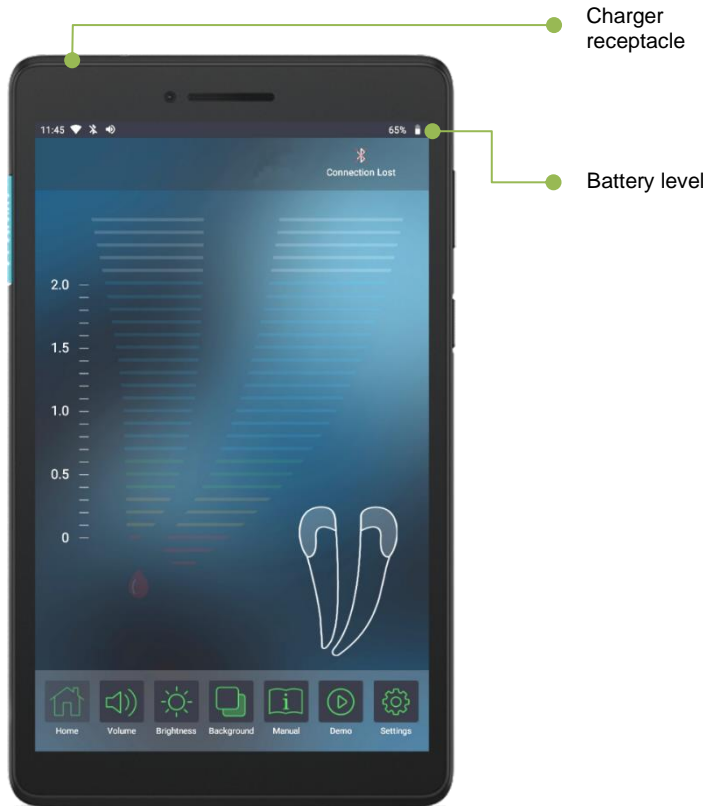 Charger
receptacle
11:45
65%
Battery level
Connection Lost
2.0
1.5
1.0
0.5
0
Home
Volume
Brightness
Background
Manual
Demo
Settings